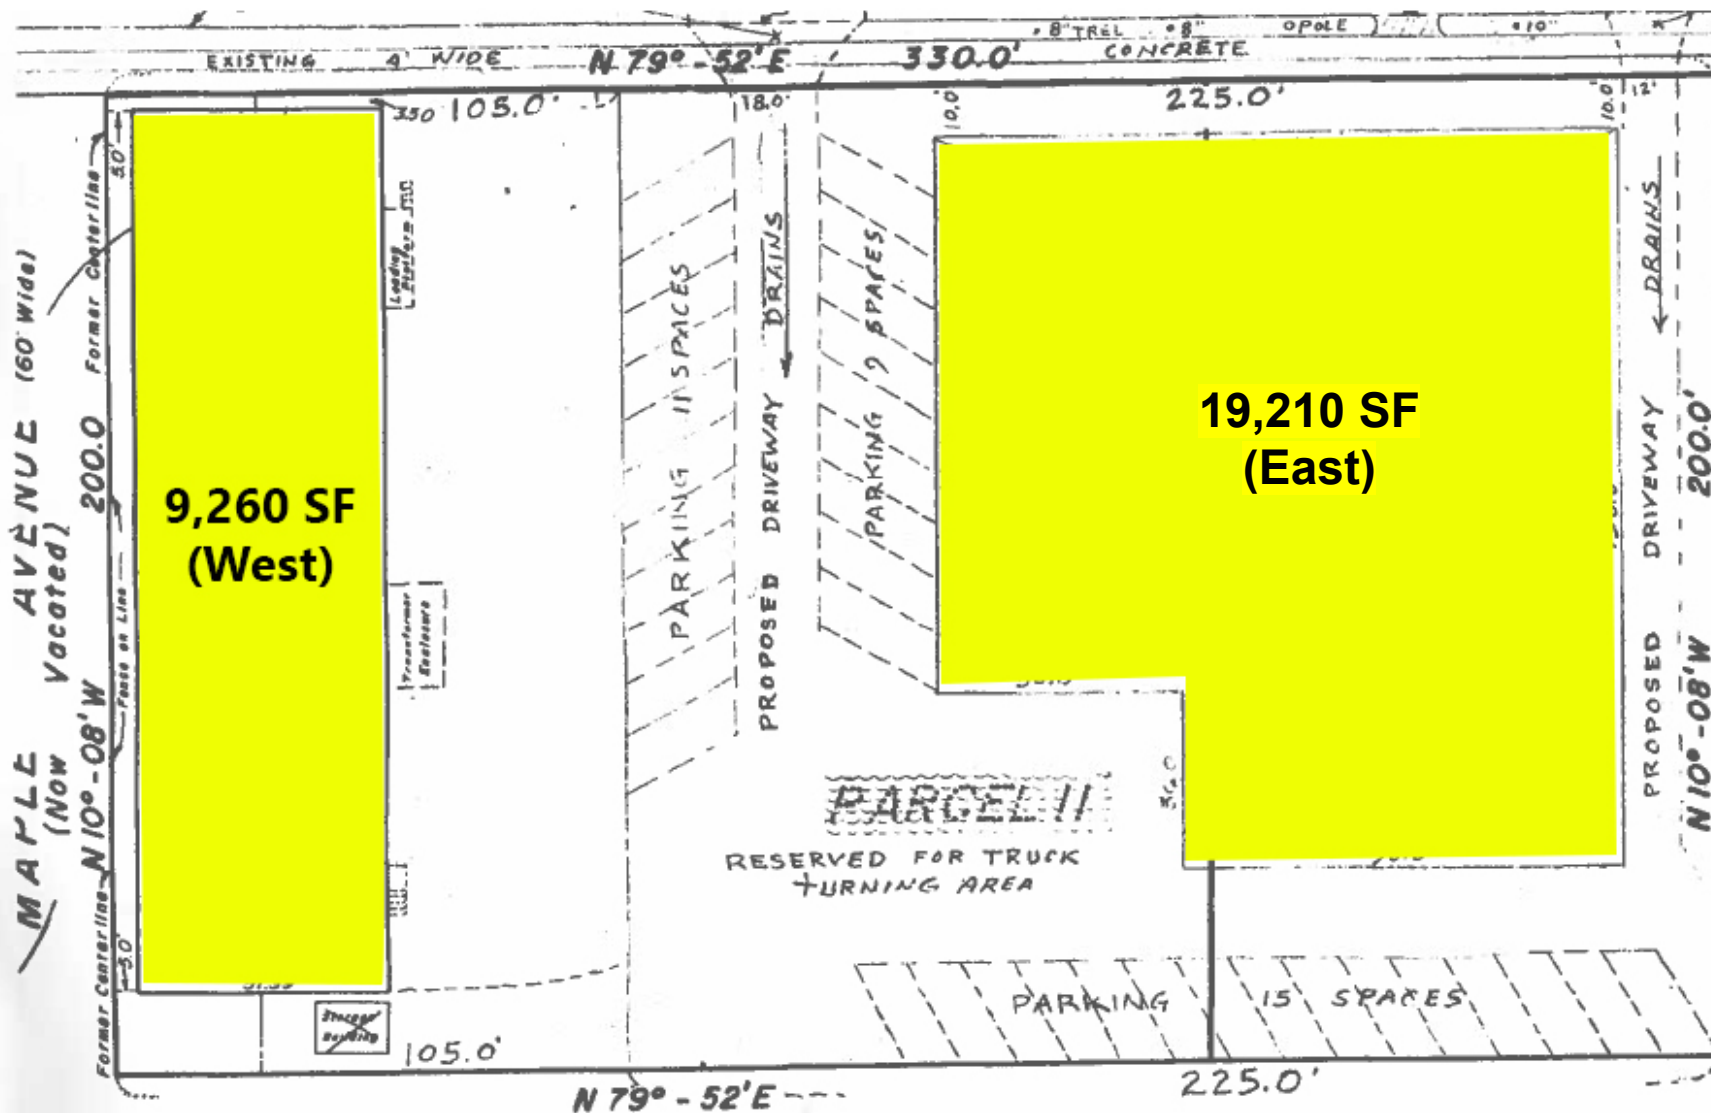 8" TREL
8"
POLE
10"
EXISTING 4' WIDE
N 79°-52'E
330.0'
CONCRETE
350
105.0'
18.0'
10.0
225.0'
10.0
12'
5.0'
Former Centerline
MAPLE AVENUE (60' Wide)
(Now Vacated)
200.0
N 10°-08'W
Fence on Line
Former Centerline
5.0'
9,260 SF
(West)
Loading
Platform
Transformer
Enclosure
PARKING 11 SPACES
DRAINS
PROPOSED DRIVEWAY
PARKING 9 SPACES
19,210 SF
(East)
DRAINS
PROPOSED DRIVEWAY
200.0'
N 10°-08'W
36.0
PARCEL II
RESERVED FOR TRUCK
TURNING AREA
PARKING 15 SPACES
Storage
Building
105.0'
N 79°-52'E
225.0'